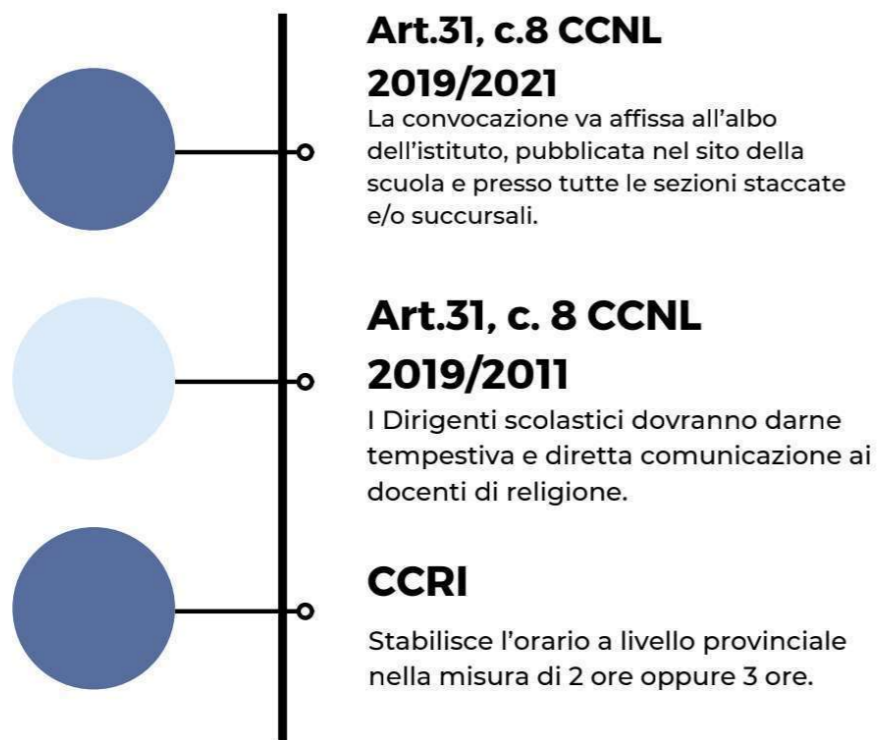 Art.31, c.8 CCNL
2019/2021
La convocazione va affissa all’albo
dell’istituto, pubblicata nel sito della
scuola e presso tutte le sezioni staccate
e/o succursali.
Art.31, c. 8 CCNL
2019/2011
I Dirigenti scolastici dovranno darne
tempestiva e diretta comunicazione ai
docenti di religione.
CCRI
Stabilisce l’orario a livello provinciale
nella misura di 2 ore oppure 3 ore.